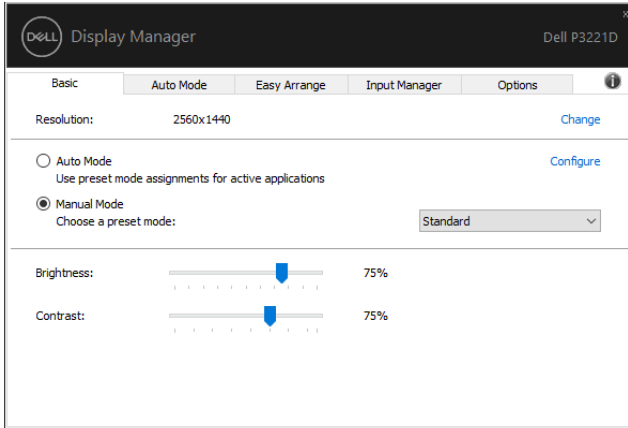 DELL Display Manager
Dell P3221D
x
Basic Auto Mode Easy Arrange Input Manager Options i
Resolution: 2560x1440 Change
Auto Mode Configure
Use preset mode assignments for active applications
Manual Mode
Choose a preset mode: Standard
Brightness: 75%
Contrast: 75%